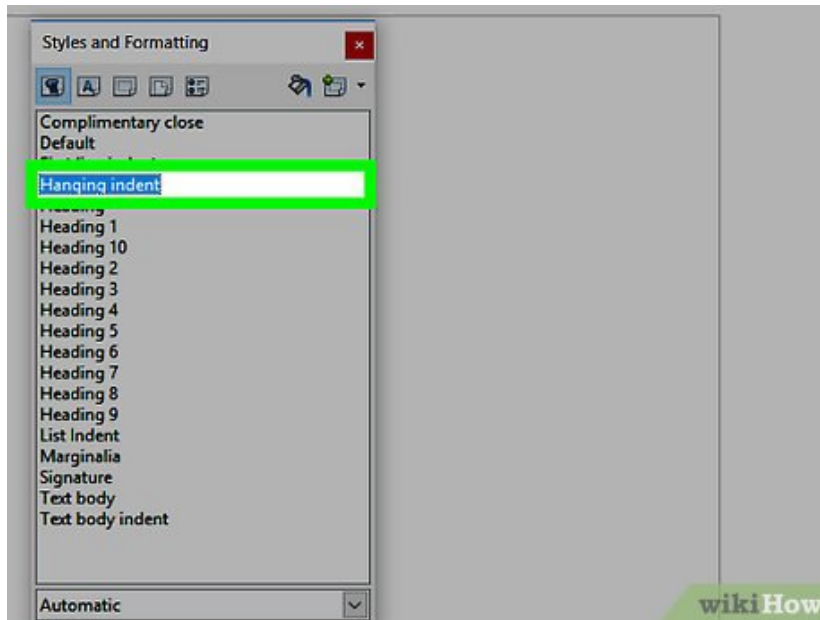 Styles and Formatting
Complimentary close
Default
Hanging indent
Heading
Heading 1
Heading 10
Heading 2
Heading 3
Heading 4
Heading 5
Heading 6
Heading 7
Heading 8
Heading 9
List Indent
Marginalia
Signature
Text body
Text body indent
Automatic
wikiHow